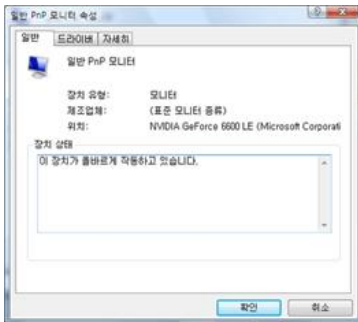 일반 PnP 모니터 속성
일반 드라이버 자세히
일반 PnP 모니터
장치 유형: 모니터
제조업체: (표준 모니터 종류)
위치: NVIDIA GeForce 6600 LE (Microsoft Corporati
장치 상태
이 장치가 올바르게 작동하고 있습니다.
확인 취소